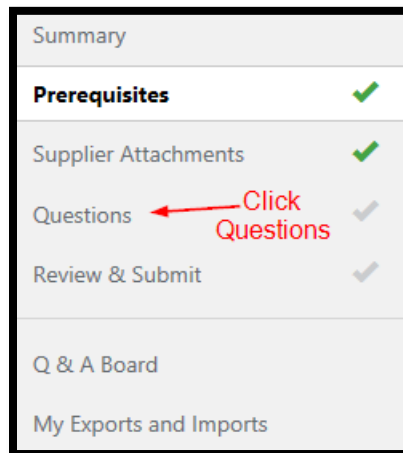 Summary
Prerequisites
Supplier Attachments
Questions
Click
Questions
Review & Submit
Q & A Board
My Exports and Imports